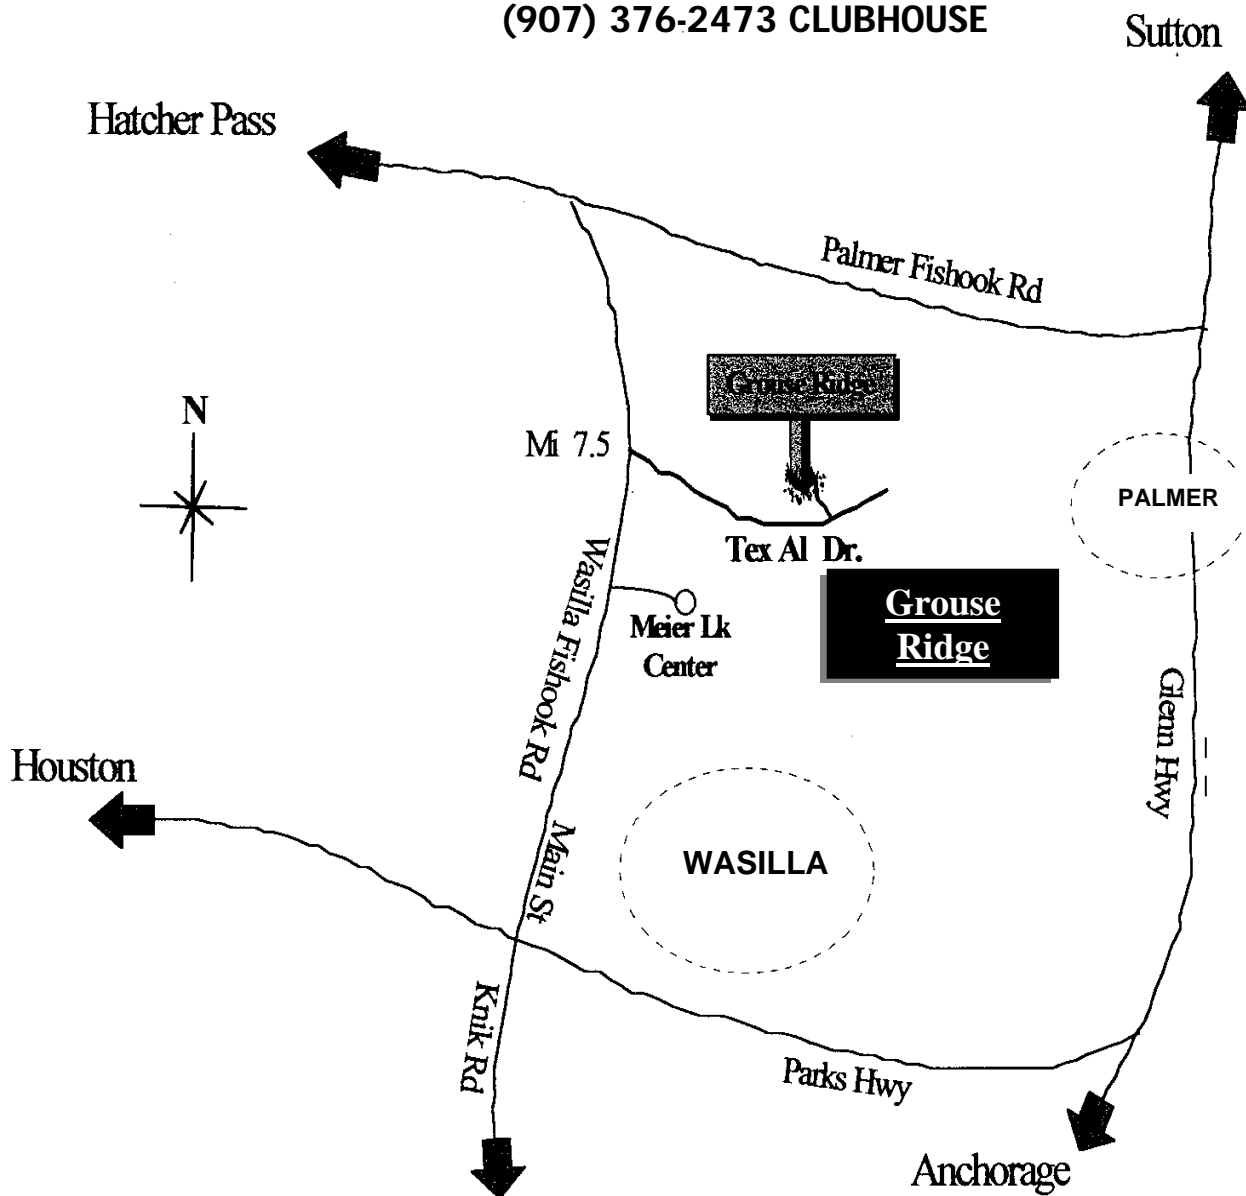 (907) 376-2473 CLUBHOUSE
Sutton
Hatcher Pass
Palmer Fishook Rd
Grouse Ridge
N
Mi 7.5
PALMER
Tex Al Dr.
Wasilla Fishook Rd
Grouse
Ridge
Meier Lk
Center
Glenn Hwy
Houston
Main St
WASILLA
Knik Rd
Parks Hwy
Anchorage